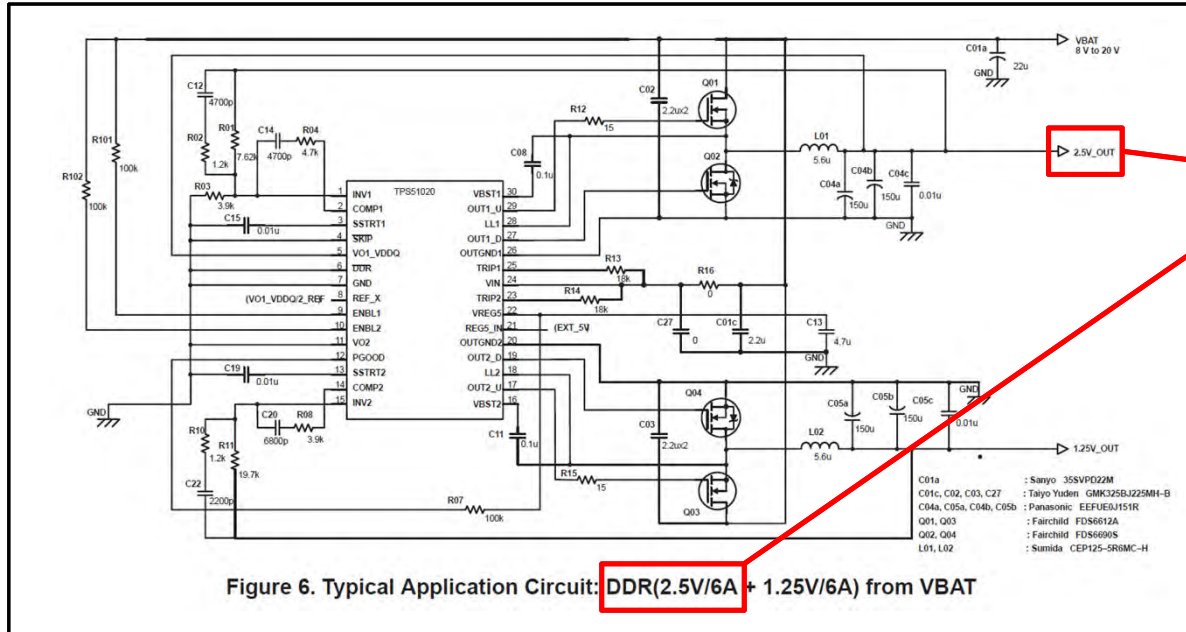 VBAT
8 V to 20 V
C01a
22u
GND
C12
4700p
R02
1.2k
R01
7.62k
C14
4700p
R04
4.7k
R101
100k
R102
100k
R03
3.9k
C15
0.01u
R12
15
C08
0.1u
C02
2.2ux2
Q01
Q02
L01
5.6u
C04a
150u
C04b
150u
C04c
0.01u
GND
2.5V_OUT
TPS51020
1 INV1
2 COMP1
3 SSTRT1
4 SKIP
5 VO1_VDDQ
6 DDR
7 GND
8 REF_X
9 ENBL1
10 ENBL2
11 VO2
12 PGOOD
13 SSTRT2
14 COMP2
15 INV2
VBST1 30
OUT1_U 29
LL1 28
OUT1_D 27
OUTGND1 26
TRIP1 25
VIN 24
TRIP2 23
VREG5 22
REG5_IN 21
OUTGND2 20
OUT2_D 19
LL2 18
OUT2_U 17
VBST2 16
(VO1_VDDQ/2_REF
(EXT_5V
R13
18k
R14
18k
R16
0
C27
0
C01c
2.2u
C13
4.7u
GND
C19
0.01u
GND
C20
6800p
R08
3.9k
R10
1.2k
R11
19.7k
C22
2200p
R07
100k
C11
0.1u
R15
15
C03
2.2ux2
Q04
Q03
L02
5.6u
C05a
150u
C05b
150u
C05c
0.01u
GND
1.25V_OUT
C01a : Sanyo 35SVPD22M
C01c, C02, C03, C27 : Taiyo Yuden GMK325BJ225MH-B
C04a, C05a, C04b, C05b : Panasonic EEFUE0J151R
Q01, Q03 : Fairchild FDS6612A
Q02, Q04 : Fairchild FDS6690S
L01, L02 : Sumida CEP125-5R6MC-H
Figure 6. Typical Application Circuit: DDR(2.5V/6A + 1.25V/6A) from VBAT